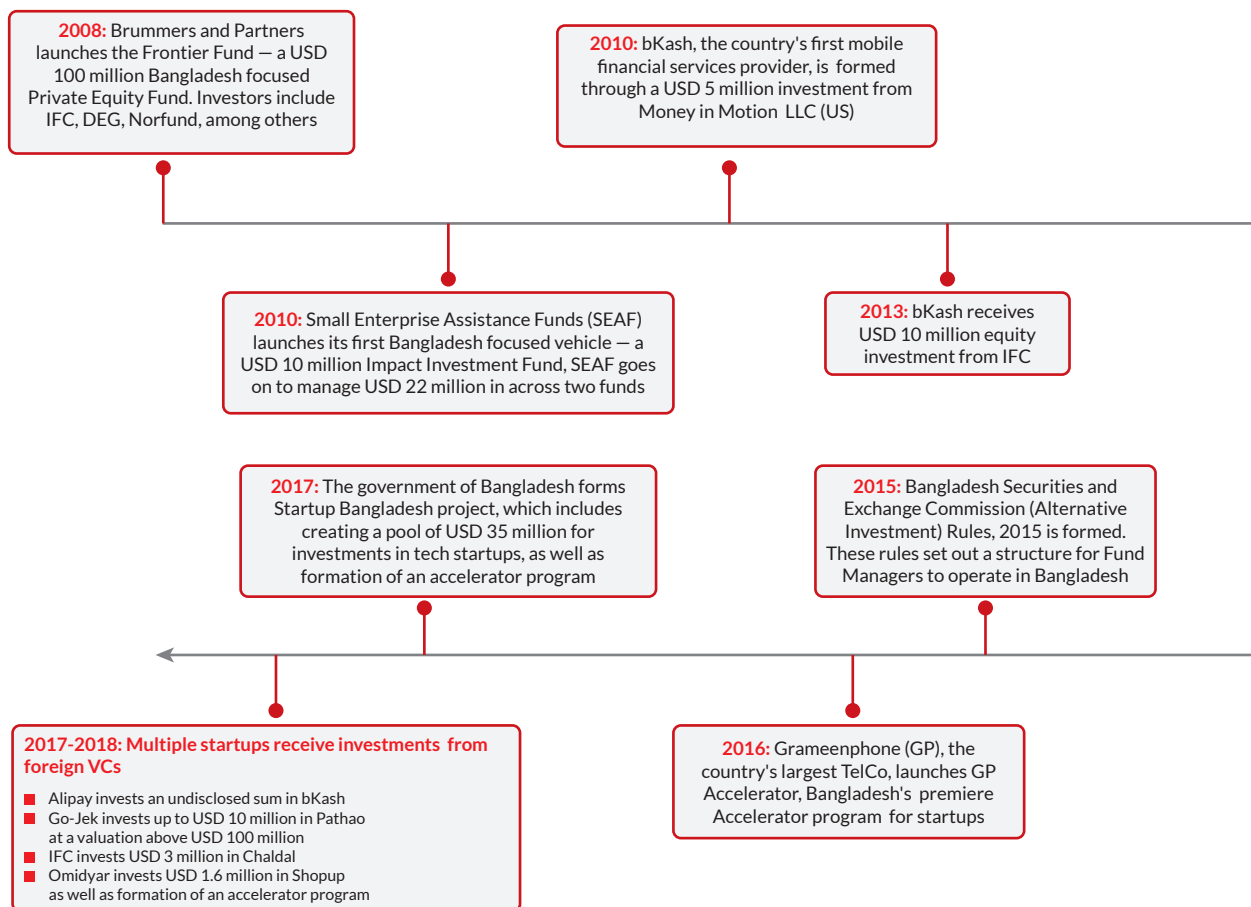 2008: Brummers and Partners
launches the Frontier Fund — a USD
100 million Bangladesh focused
Private Equity Fund. Investors include
IFC, DEG, Norfund, among others
2010: Small Enterprise Assistance Funds (SEAF)
launches its first Bangladesh focused vehicle — a
USD 10 million Impact Investment Fund, SEAF goes
on to manage USD 22 million in across two funds
2010: bKash, the country's first mobile
financial services provider, is formed
through a USD 5 million investment from
Money in Motion LLC (US)
2013: bKash receives
USD 10 million equity
investment from IFC
2015: Bangladesh Securities and
Exchange Commission (Alternative
Investment) Rules, 2015 is formed.
These rules set out a structure for Fund
Managers to operate in Bangladesh
2016: Grameenphone (GP), the
country's largest TelCo, launches GP
Accelerator, Bangladesh's premiere
Accelerator program for startups
2017: The government of Bangladesh forms
Startup Bangladesh project, which includes
creating a pool of USD 35 million for
investments in tech startups, as well as
formation of an accelerator program
2017-2018: Multiple startups receive investments from
foreign VCs
Alipay invests an undisclosed sum in bKash
Go-Jek invests up to USD 10 million in Pathao
at a valuation above USD 100 million
IFC invests USD 3 million in Chaldal
Omidyar invests USD 1.6 million in Shopup
as well as formation of an accelerator program